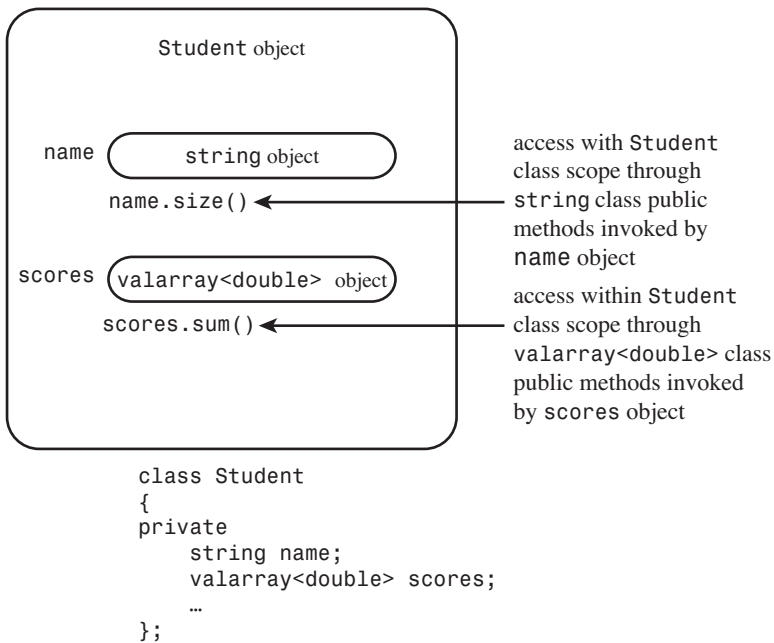 Student object
name
string object
name.size()
access with Student
class scope through
string class public
methods invoked by
name object
scores
valarray<double> object
scores.sum()
access within Student
class scope through
valarray<double> class
public methods invoked
by scores object
class Student
{
private
string name;
valarray<double> scores;
…
};